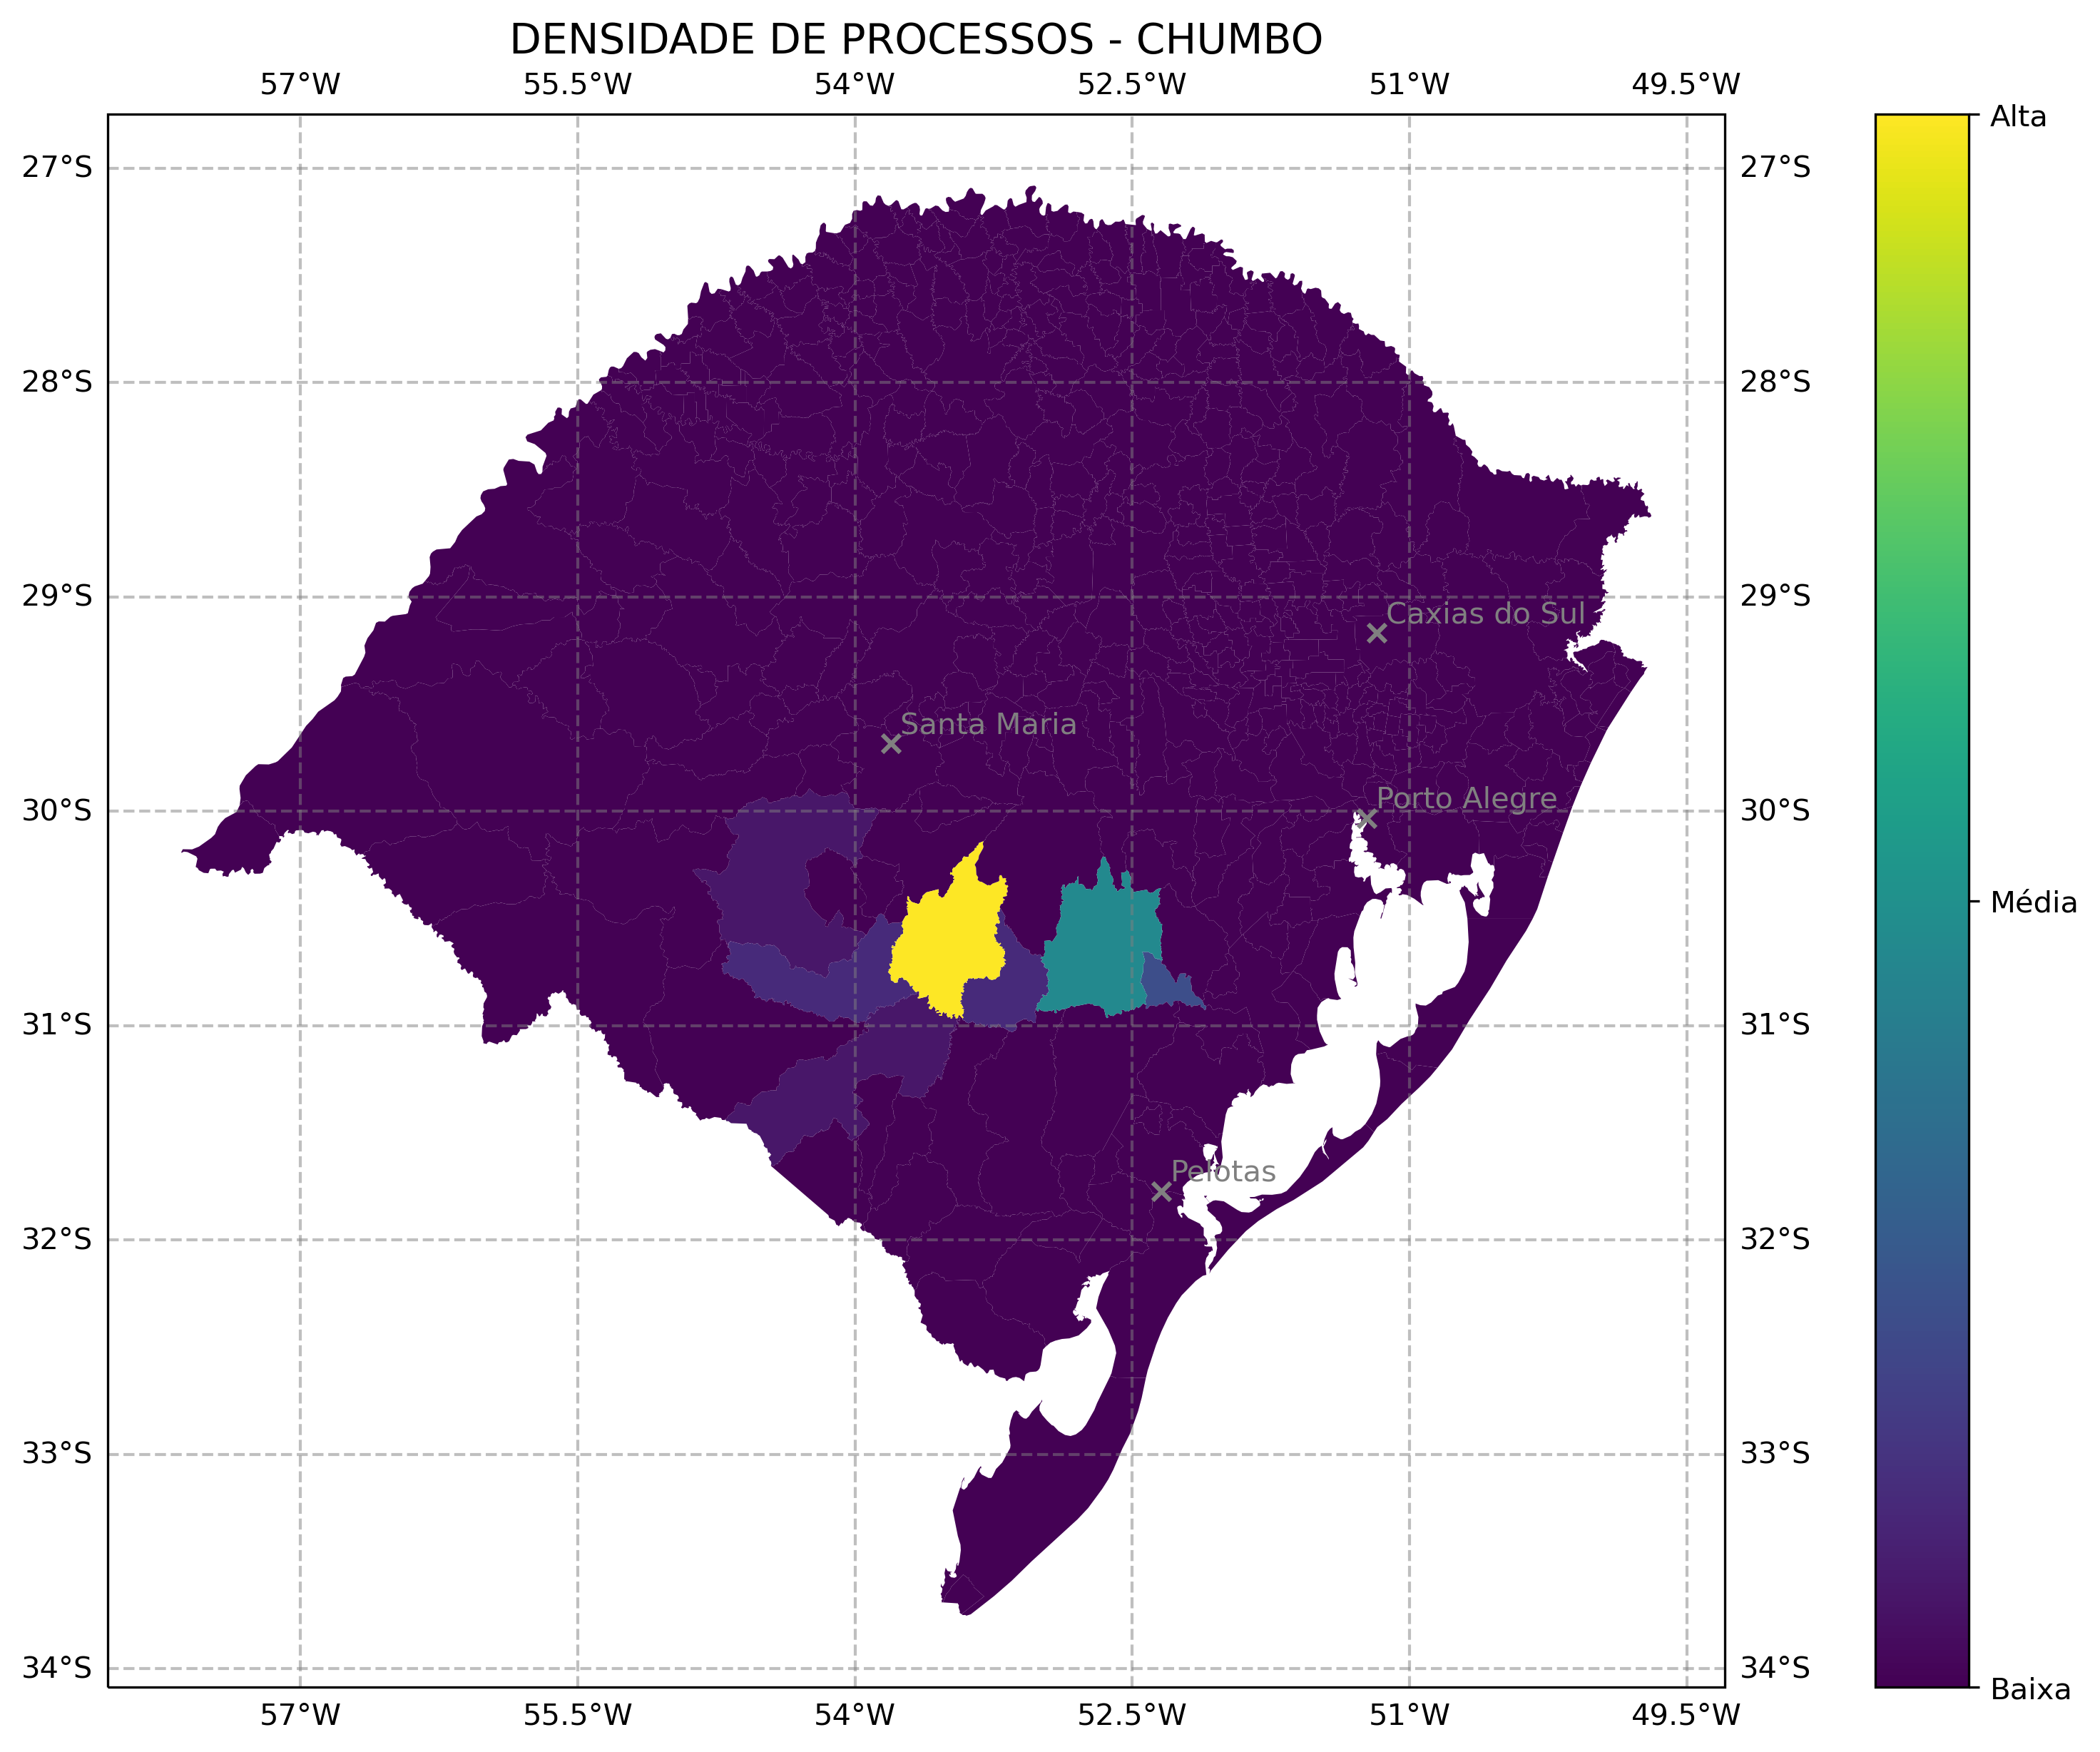 DENSIDADE DE PROCESSOS - CHUMBO
57°W 55.5°W 54°W 52.5°W 51°W 49.5°W
Alta
27°S 27°S
28°S 28°S
29°S 29°S
Caxias do Sul
Santa Maria
Porto Alegre
30°S 30°S
Média
31°S 31°S
Pelotas
32°S 32°S
33°S 33°S
34°S 34°S
Baixa
57°W 55.5°W 54°W 52.5°W 51°W 49.5°W